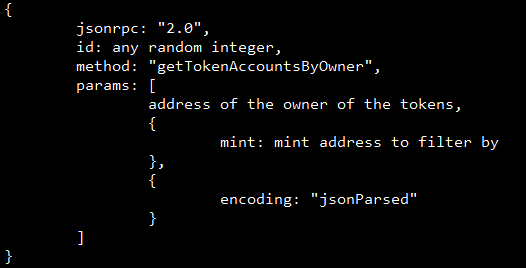 {
jsonrpc: "2.0",
id: any random integer,
method: "getTokenAccountsByOwner",
params: [
address of the owner of the tokens,
{
mint: mint address to filter by
},
{
encoding: "jsonParsed"
}
]
}